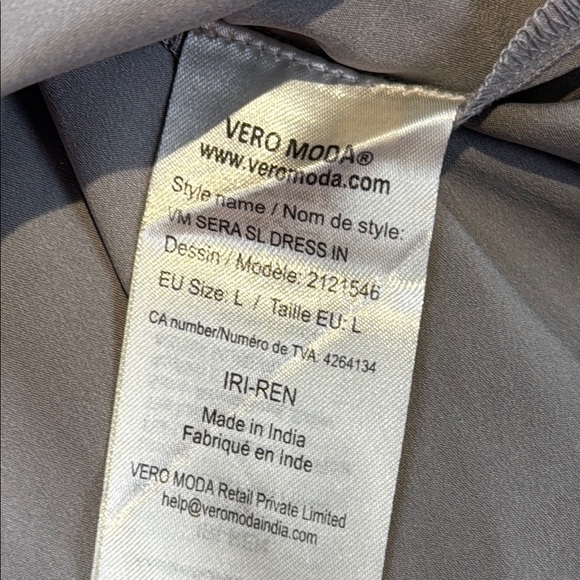 VERO MODA®
www.veromoda.com
Style name / Nom de style:
VM SERA SL DRESS IN
Dessin / Modèle: 2121546
EU Size: L / Taille EU: L
CA number/Numéro de TVA: 4264134
IRI-REN
Made in India
Fabriqué en Inde
VERO MODA Retail Private Limited
help@veromodaindia.com